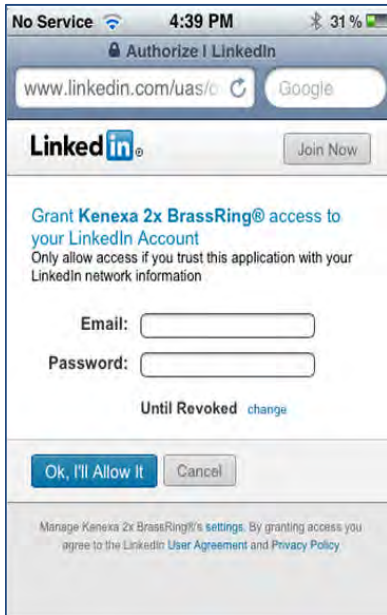 No Service 4:39 PM 31 %
Authorize | LinkedIn
www.linkedin.com/uas/o Google
Linked in ® Join Now
Grant Kenexa 2x BrassRing® access to
your LinkedIn Account
Only allow access if you trust this application with your
LinkedIn network information
Email:
Password:
Until Revoked change
Ok, I'll Allow It Cancel
Manage Kenexa 2x BrassRing®'s settings. By granting access you
agree to the LinkedIn User Agreement and Privacy Policy